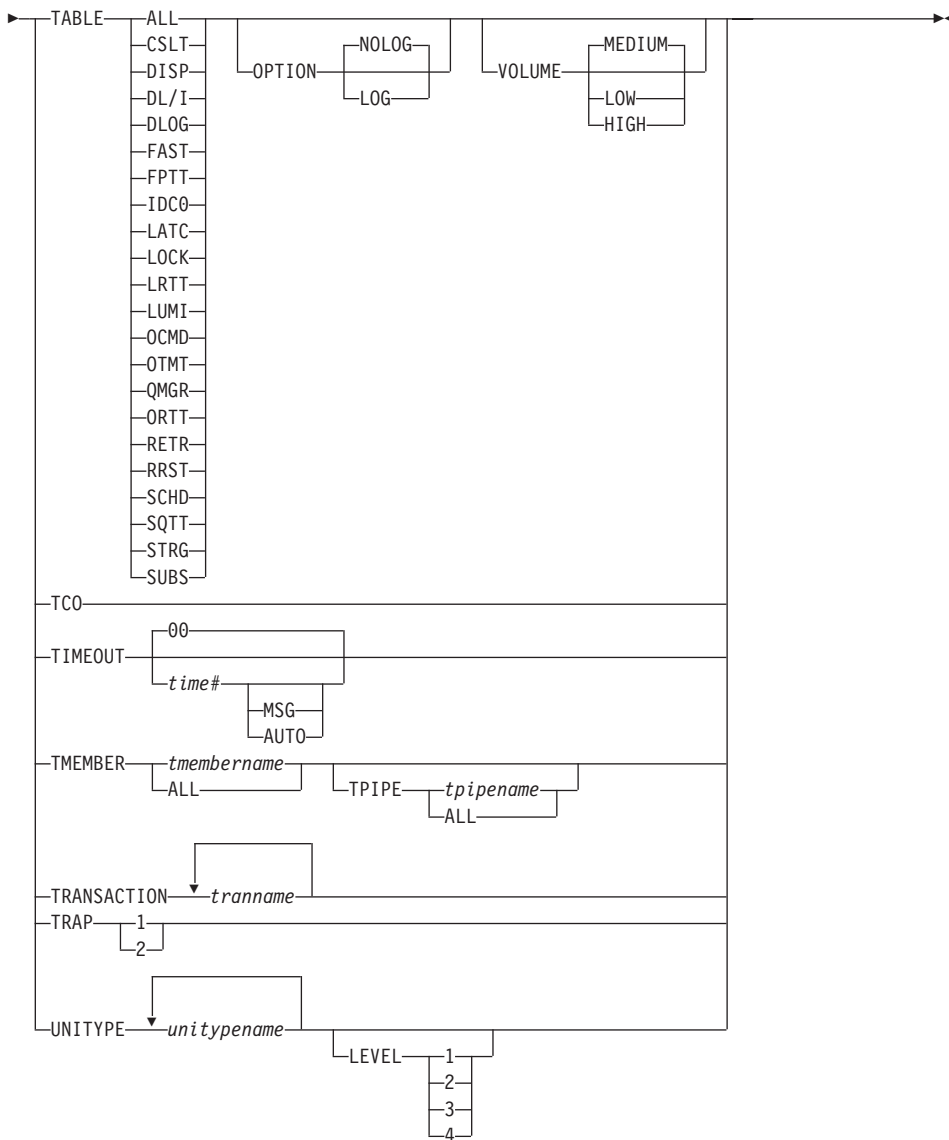 TABLE ALL
CSLT NOLOG MEDIUM
DISP OPTION VOLUME
DL/I LOG LOW
DLOG HIGH
FAST
FPTT
IDC0
LATC
LOCK
LRTT
LUMI
OCMD
OTMT
QMGR
ORTT
RETR
RRST
SCHD
SQTT
STRG
SUBS
TCO
00
TIMEOUT
time#
MSG
AUTO
TMEMBER tmembername
ALL TPIPE tpipename
ALL
TRANSACTION tranname
TRAP 1
2
UNITYPE unitypename
LEVEL 1
2
3
4